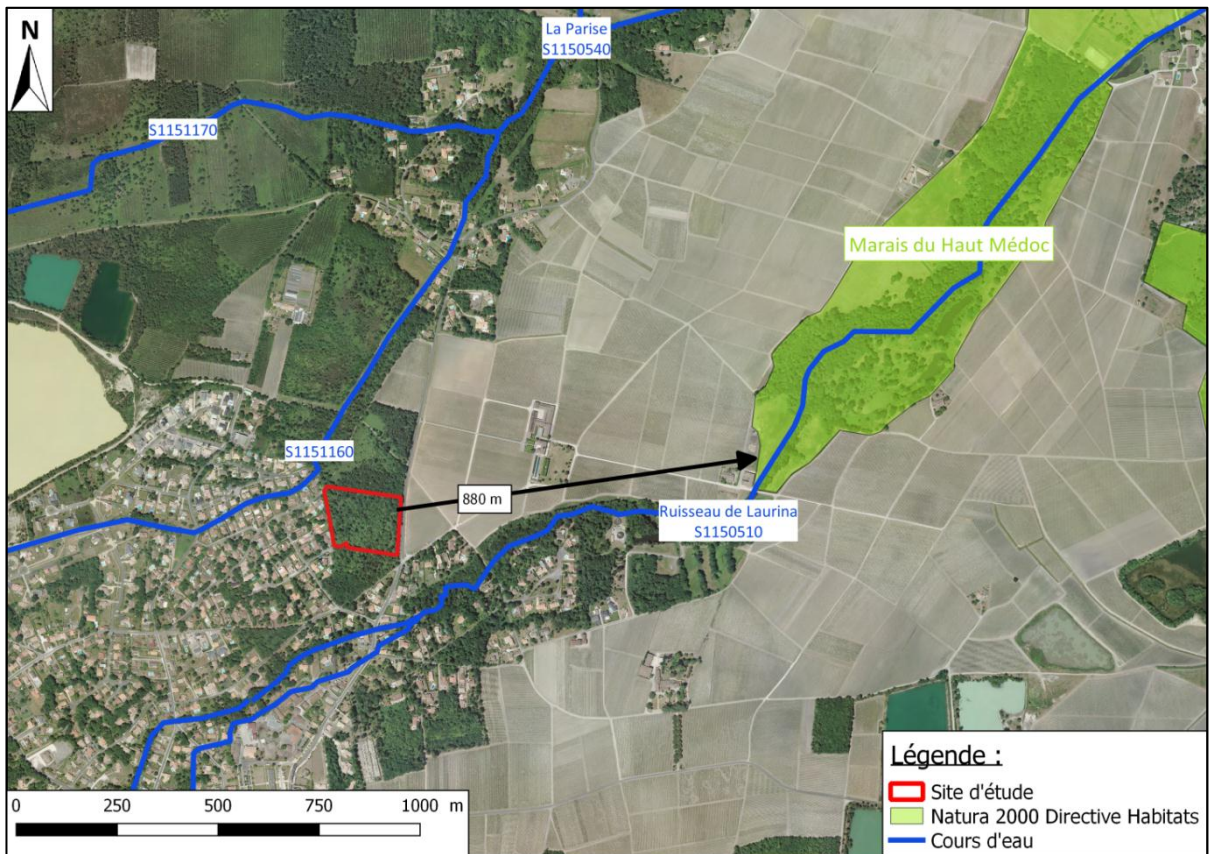 N
La Parise
S1150540
S1151170
Marais du Haut Médoc
S1151160
880 m
Ruisseau de Laurina
S1150510
Légende :
Site d'étude
Natura 2000 Directive Habitats
Cours d'eau
0 250 500 750 1000 m